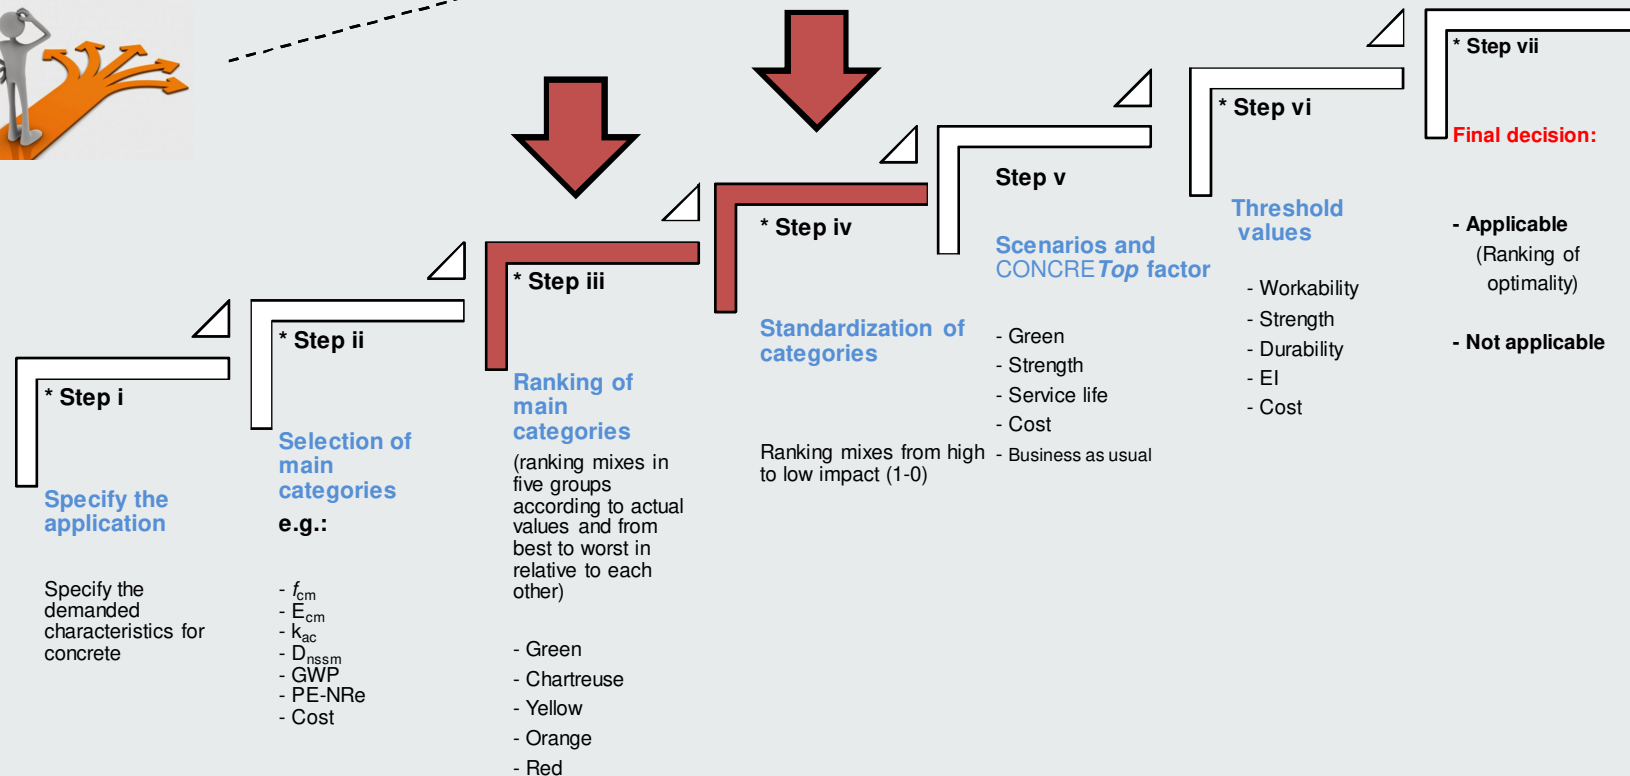 * Step i
Specify the
application
Specify the
demanded
characteristics for
concrete
* Step ii
Selection of
main
categories
e.g.:
- fcm
- Ecm
- kac
- Dnssm
- GWP
- PE-NRe
- Cost
* Step iii
Ranking of
main
categories
(ranking mixes in
five groups
according to actual
values and from
best to worst in
relative to each
other)
- Green
- Chartreuse
- Yellow
- Orange
- Red
* Step iv
Standardization of
categories
Ranking mixes from high
to low impact (1-0)
Step v
Scenarios and
CONCRETop factor
- Green
- Strength
- Service life
- Cost
- Business as usual
* Step vi
Threshold
values
- Workability
- Strength
- Durability
- EI
- Cost
* Step vii
Final decision:
- Applicable
(Ranking of
optimality)
- Not applicable